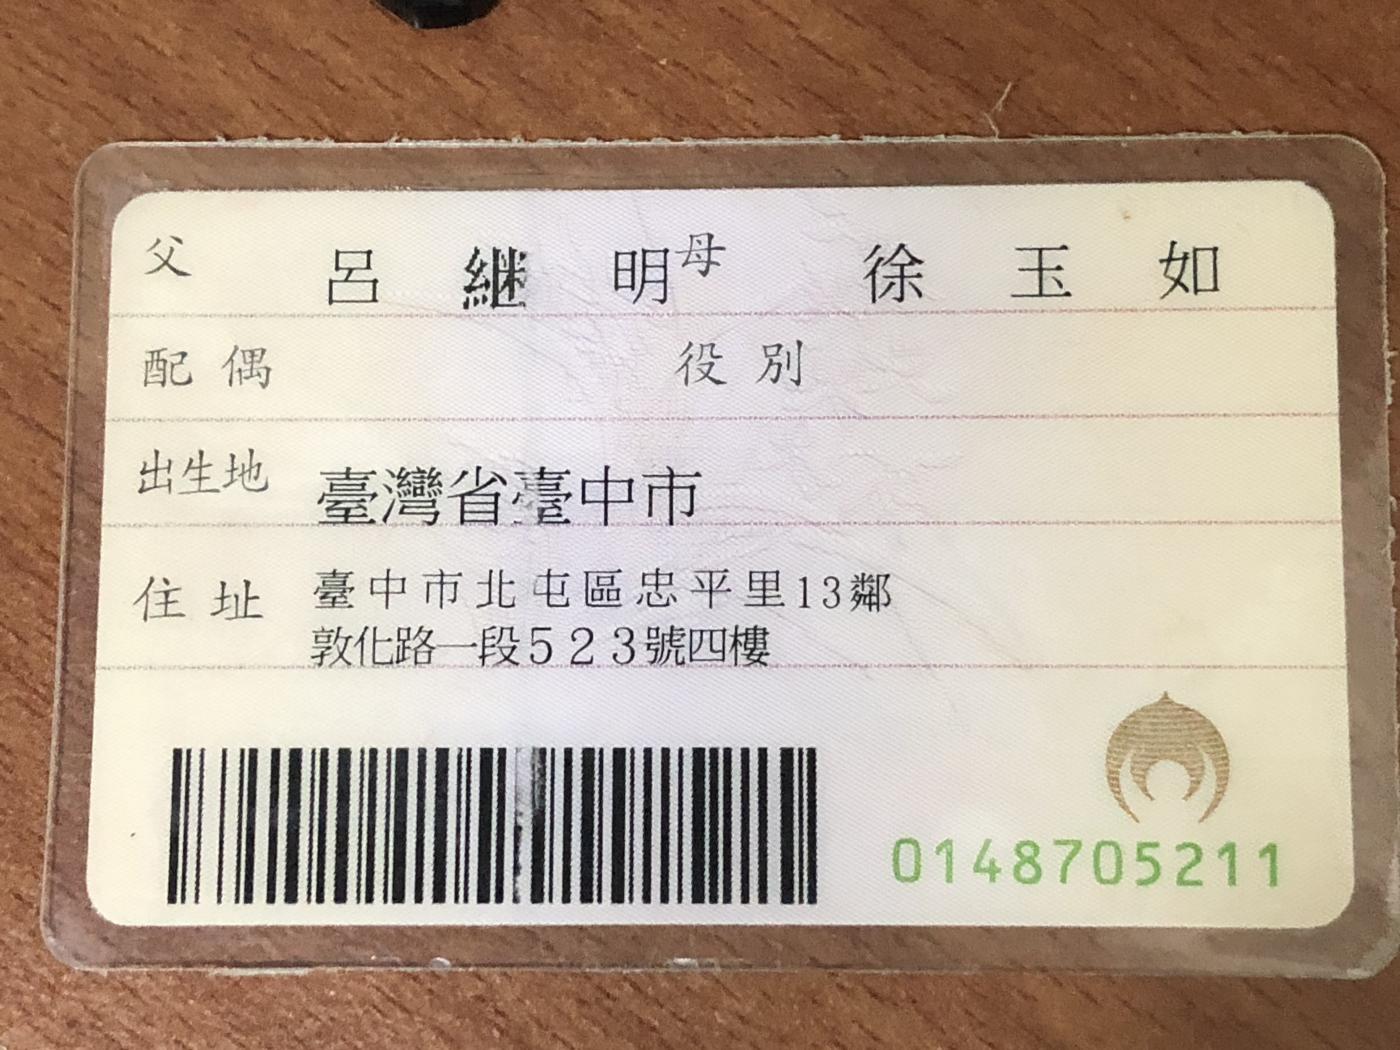 父 呂繼明 母 徐玉如
配偶 役別
出生地 臺灣省臺中市
住址 臺中市北屯區忠平里13鄰
敦化路一段523號四樓
0148705211